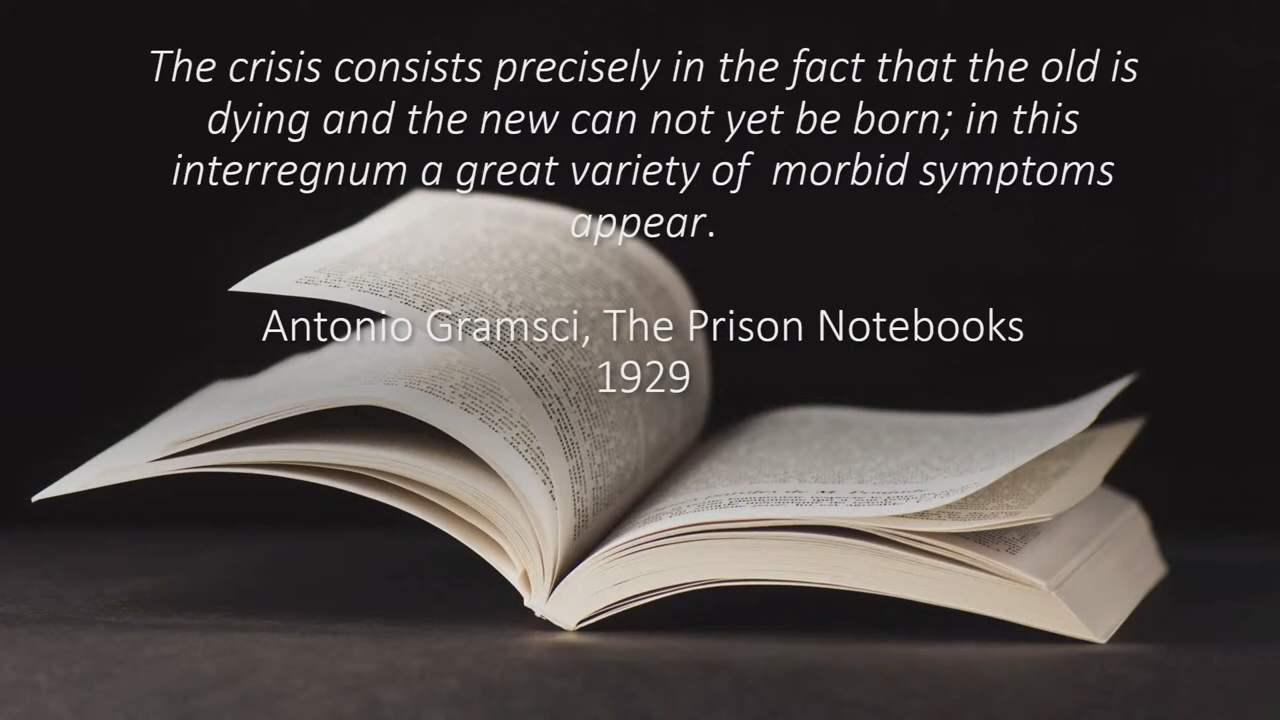 The crisis consists precisely in the fact that the old is
dying and the new can not yet be born; in this
interregnum a great variety of  morbid symptoms
appear.
Antonio Gramsci, The Prison Notebooks
1929